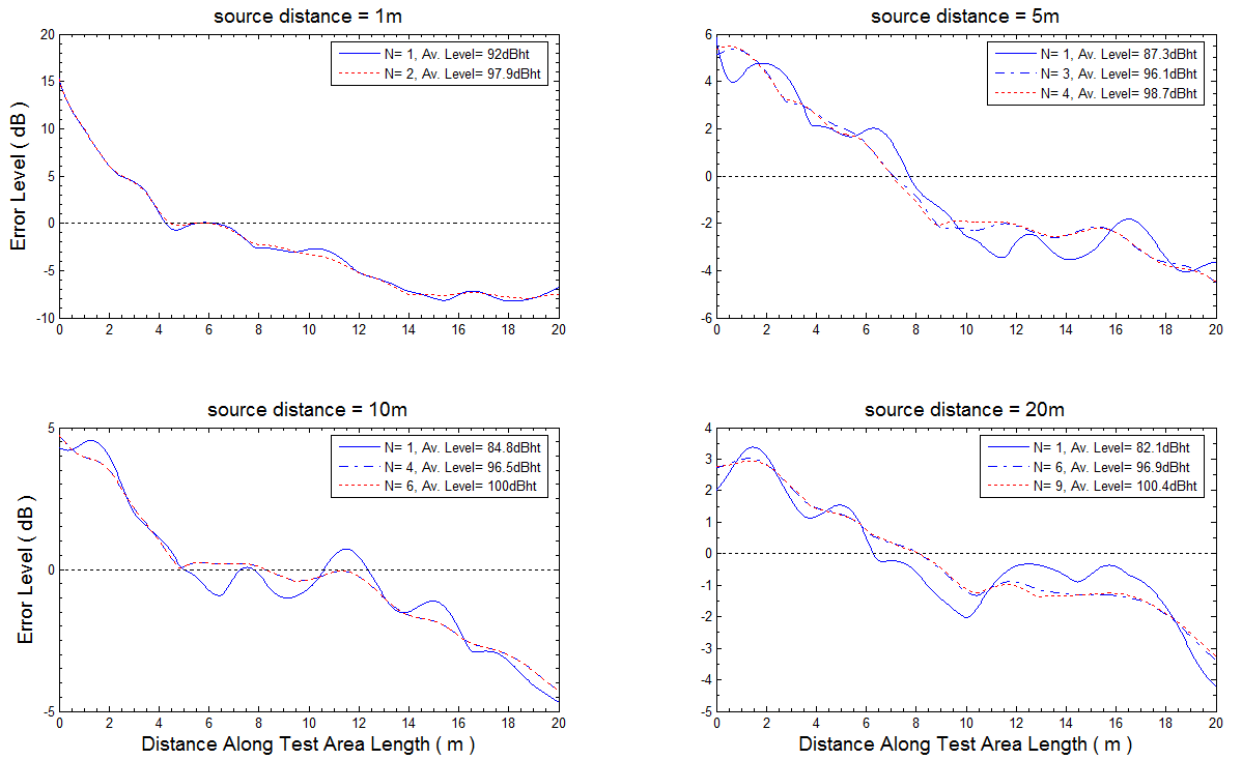 source distance = 1m
20
15
10
5
0
-5
-10
Error Level ( dB )
N= 1, Av. Level= 92dBht
N= 2, Av. Level= 97.9dBht
0 2 4 6 8 10 12 14 16 18 20
source distance = 5m
6
4
2
0
-2
-4
-6
N= 1, Av. Level= 87.3dBht
N= 3, Av. Level= 96.1dBht
N= 4, Av. Level= 98.7dBht
0 2 4 6 8 10 12 14 16 18 20
source distance = 10m
5
0
-5
Error Level ( dB )
N= 1, Av. Level= 84.8dBht
N= 4, Av. Level= 96.5dBht
N= 6, Av. Level= 100dBht
0 2 4 6 8 10 12 14 16 18 20
Distance Along Test Area Length ( m )
source distance = 20m
4
3
2
1
0
-1
-2
-3
-4
-5
N= 1, Av. Level= 82.1dBht
N= 6, Av. Level= 96.9dBht
N= 9, Av. Level= 100.4dBht
0 2 4 6 8 10 12 14 16 18 20
Distance Along Test Area Length ( m )